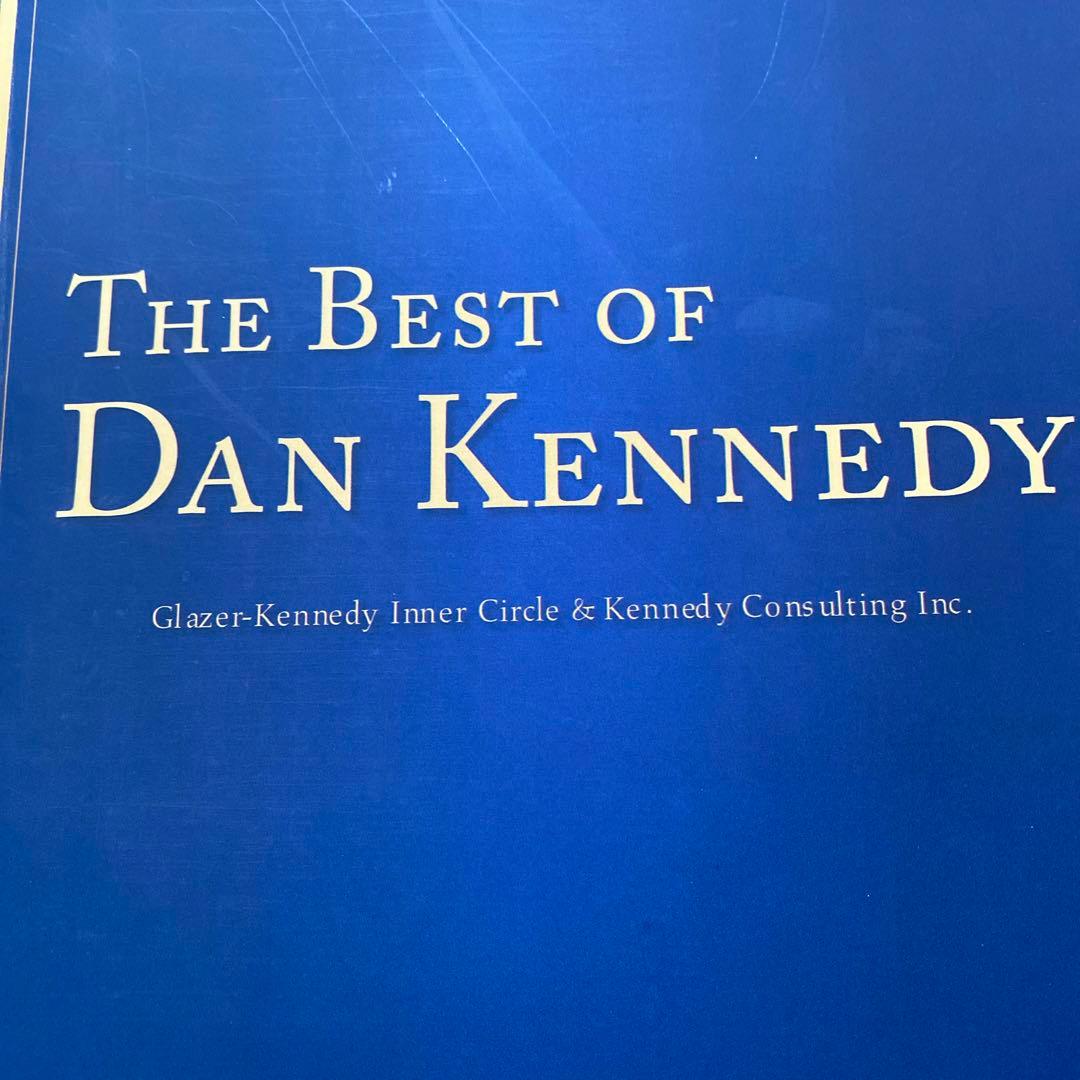 The Best of
Dan Kennedy
Glazer-Kennedy Inner Circle & Kennedy Consulting Inc.